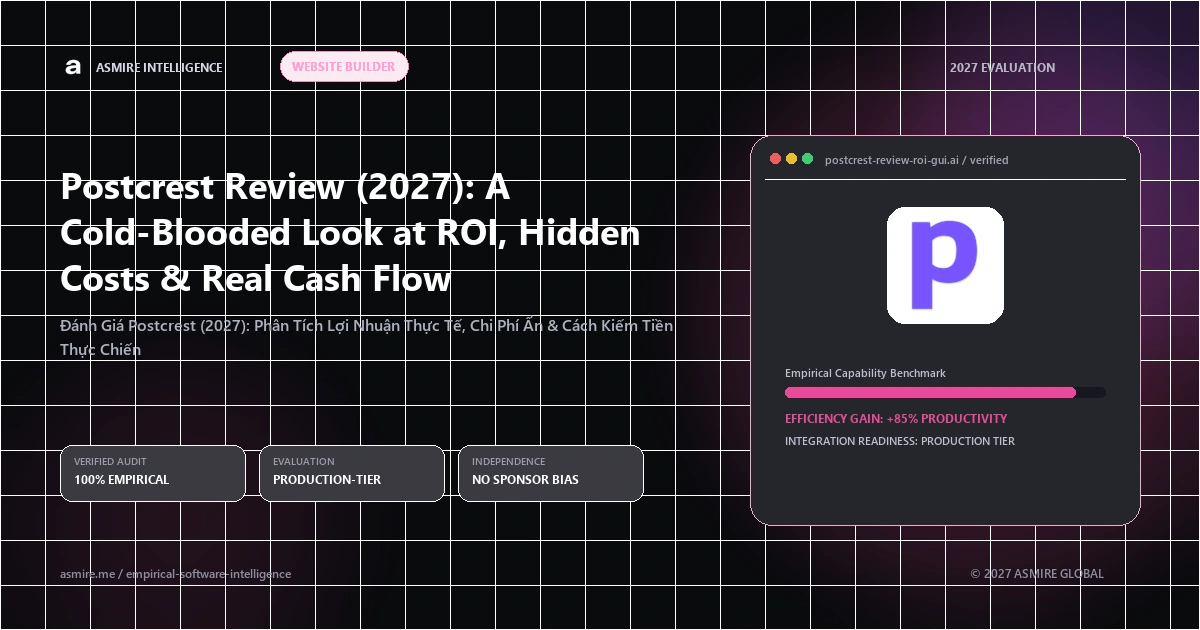 a ASMIRE INTELLIGENCE
WEBSITE BUILDER
2027 EVALUATION
Postcrest Review (2027): A
Cold-Blooded Look at ROI, Hidden
Costs & Real Cash Flow
Đánh Giá Postcrest (2027): Phân Tích Lợi Nhuận Thực Tế, Chi Phí Ẩn & Cách Kiếm Tiền
Thực Chiến
VERIFIED AUDIT
100% EMPIRICAL
EVALUATION
PRODUCTION-TIER
INDEPENDENCE
NO SPONSOR BIAS
postcrest-review-roi-gui.ai / verified
p
Empirical Capability Benchmark
EFFICIENCY GAIN: +85% PRODUCTIVITY
INTEGRATION READINESS: PRODUCTION TIER
asmire.me / empirical-software-intelligence
© 2027 ASMIRE GLOBAL